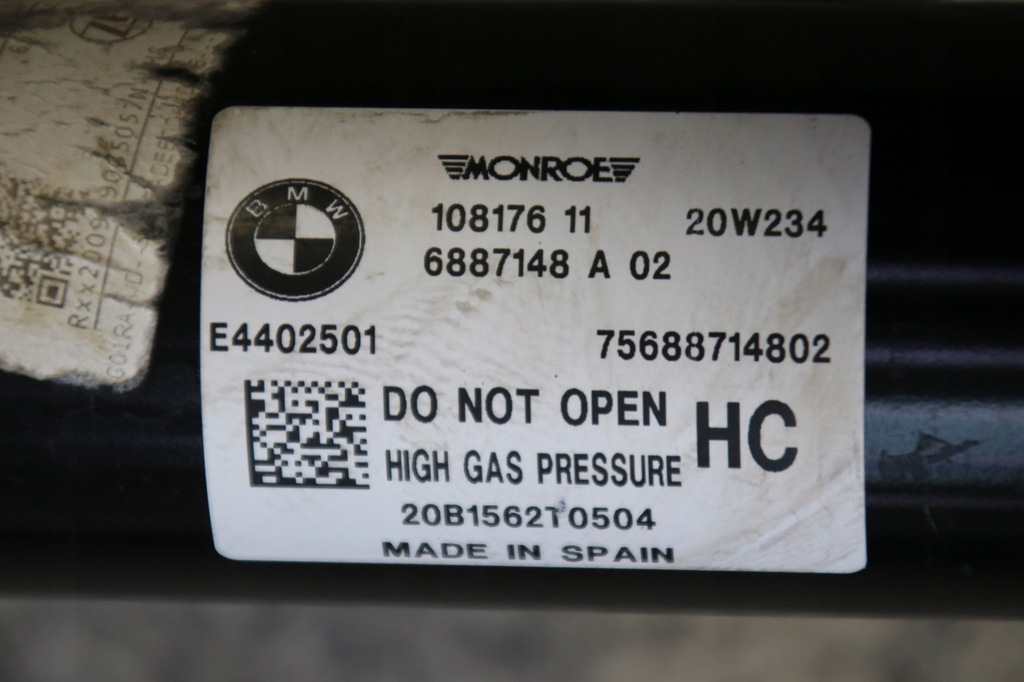 MONROE
BMW
108176 11
20W234
6887148 A 02
E4402501
75688714802
DO NOT OPEN
HC
HIGH GAS PRESSURE
20B1562T0504
MADE IN SPAIN